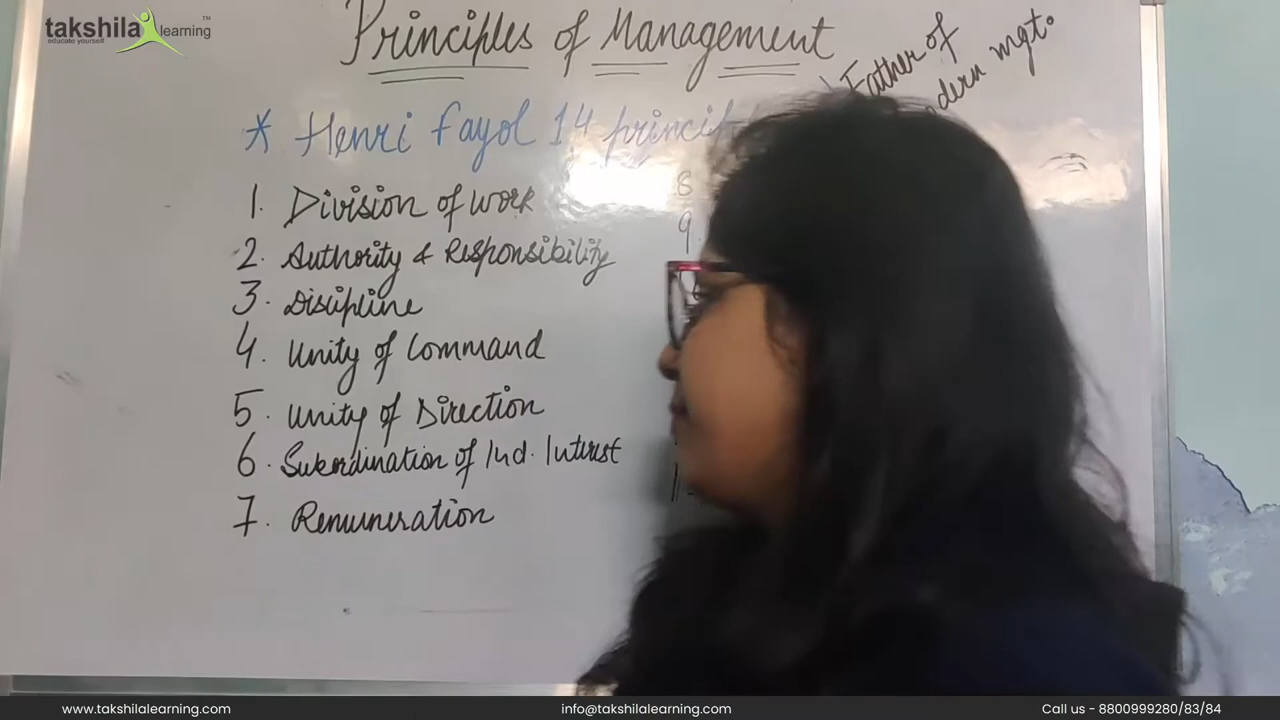 takshila learning TM
educate yourself
Principles of Management
Father of
mgt.
* Henri Fayol 14
1. Division of work
2. Authority & Responsibility
3. Discipline
4. Unity of Command
5. Unity of Direction
6. Subordination of Ind. Interest
7. Remuneration
8
9.
www.takshilalearning.com
info@takshilalearning.com
Call us - 8800999280/83/84